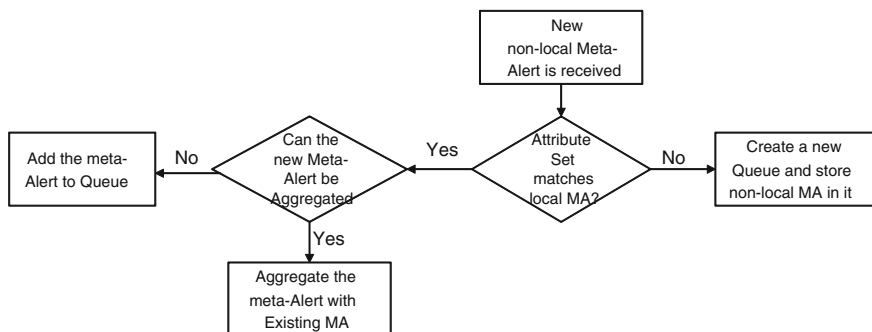 New
non-local Meta-
Alert is received
Attribute
Set
matches
local MA?
Yes
No
Create a new
Queue and store
non-local MA in it
Can the
new Meta-
Alert be
Aggregated
No
Add the meta-
Alert to Queue
Yes
Aggregate the
meta-Alert with
Existing MA